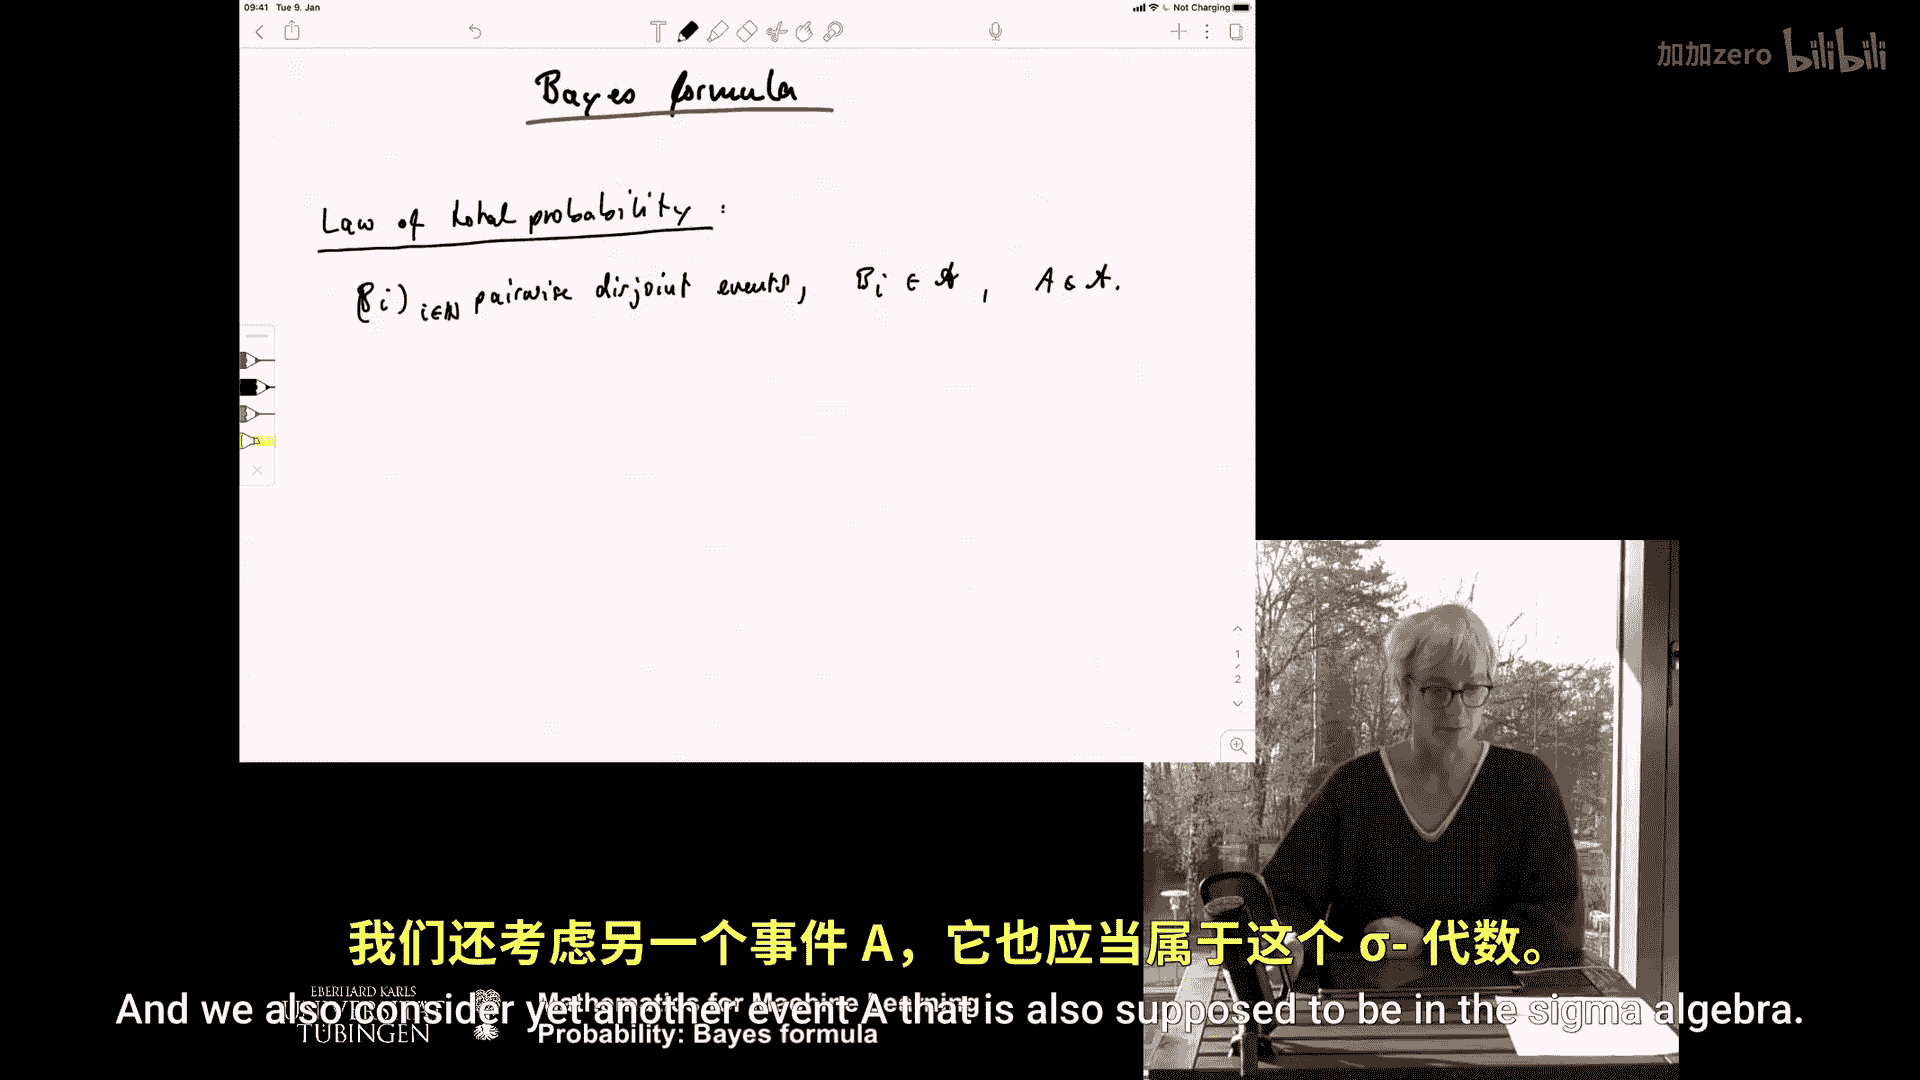 09:41 Tue 9. Jan
Not Charging
加加zero bilibili
Bayes formula
Law of total probability :
(Bi) i∈ℕ pairwise disjoint events, Bi ∈ 𝒜 , A ∈ 𝒜.
1
/
2
我们还考虑另一个事件 A，它也应当属于这个 σ- 代数。
EBERHARD KARLS
UNIVERSITÄT
TÜBINGEN
Mathematics for Machine Learning
And we also consider yet another event A that is also supposed to be in the sigma algebra.
Probability: Bayes formula